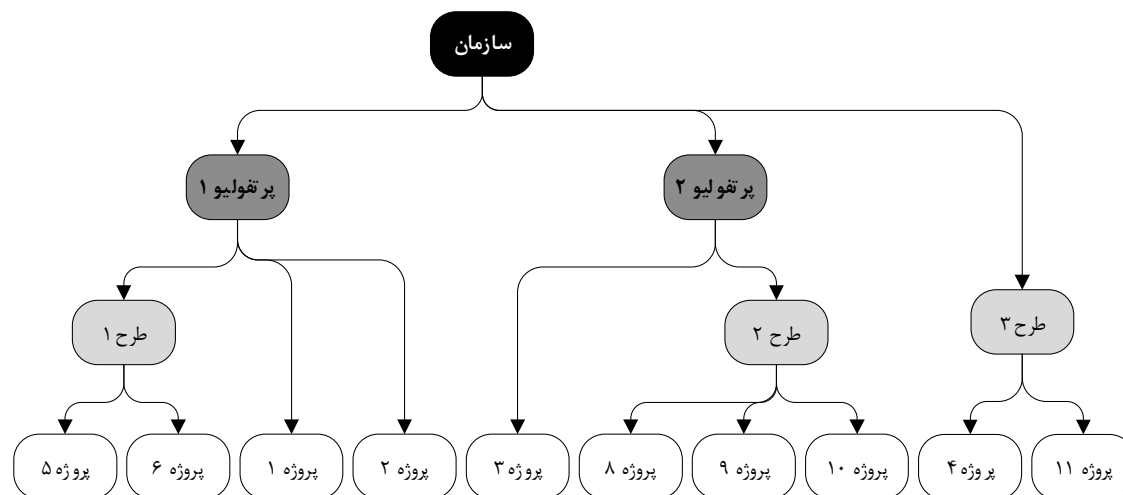 سازمان
پرتفولیو ۱
پرتفولیو ۲
طرح ۱
طرح ۲
طرح ۳
پروژه ۵
پروژه ۶
پروژه ۱
پروژه ۲
پروژه ۳
پروژه ۸
پروژه ۹
پروژه ۱۰
پروژه ۴
پروژه ۱۱